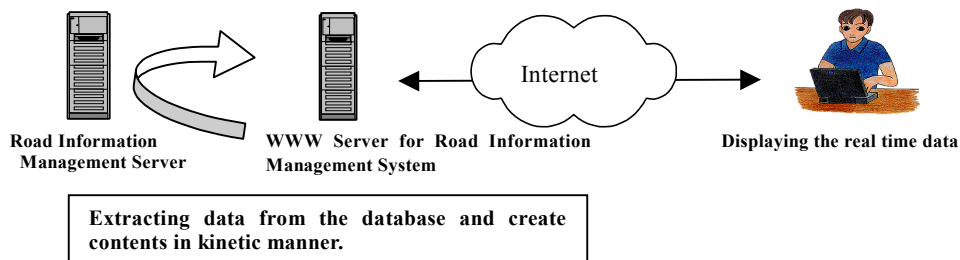 Internet
Road Information
Management Server
WWW Server for Road Information
Management System
Displaying the real time data
Extracting data from the database and create
contents in kinetic manner.